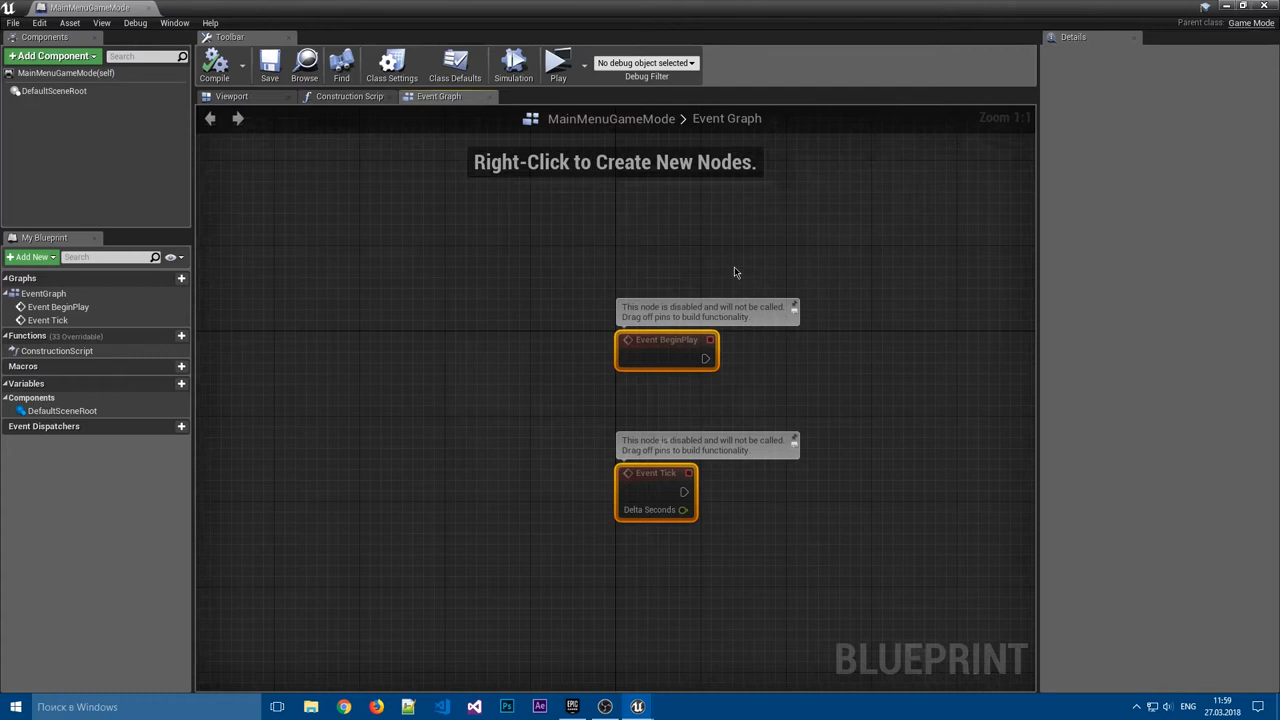 MainMenuGameMode
File Edit Asset View Debug Window Help
Parent class: Game Mode
Components
Toolbar
Details
+Add Component
Search
Compile Save Browse Find Class Settings Class Defaults Simulation Play
No debug object selected
Debug Filter
MainMenuGameMode(self)
DefaultSceneRoot
Viewport
Construction Scrip
Event Graph
MainMenuGameMode > Event Graph
Zoom 1:1
Right-Click to Create New Nodes.
My Blueprint
+Add New
Search
Graphs
EventGraph
Event BeginPlay
Event Tick
Functions (33 Overridable)
ConstructionScript
Macros
Variables
Components
DefaultSceneRoot
Event Dispatchers
This node is disabled and will not be called.
Drag off pins to build functionality.
Event BeginPlay
This node is disabled and will not be called.
Drag off pins to build functionality.
Event Tick
Delta Seconds
BLUEPRINT
Поиск в Windows
ENG
11:59
27.03.2018